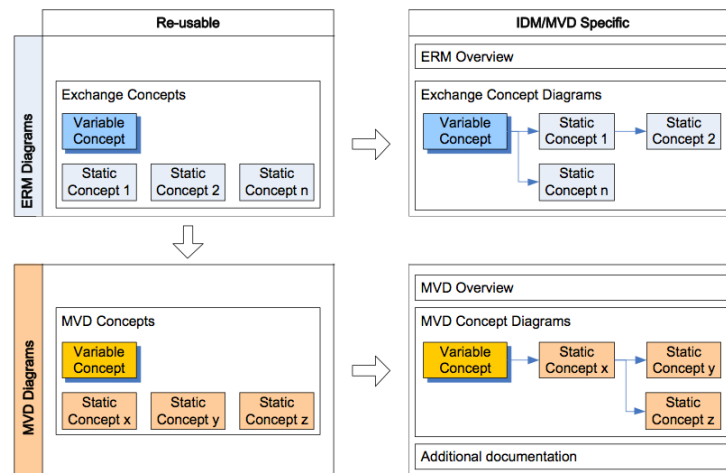 Re-usable
IDM/MVD Specific
ERM Diagrams
Exchange Concepts
Variable
Concept
Static
Concept 1
Static
Concept 2
Static
Concept n
ERM Overview
Exchange Concept Diagrams
Variable
Concept
Static
Concept 1
Static
Concept 2
Static
Concept n
MVD Diagrams
MVD Concepts
Variable
Concept
Static
Concept x
Static
Concept y
Static
Concept z
MVD Overview
MVD Concept Diagrams
Variable
Concept
Static
Concept x
Static
Concept y
Static
Concept z
Additional documentation